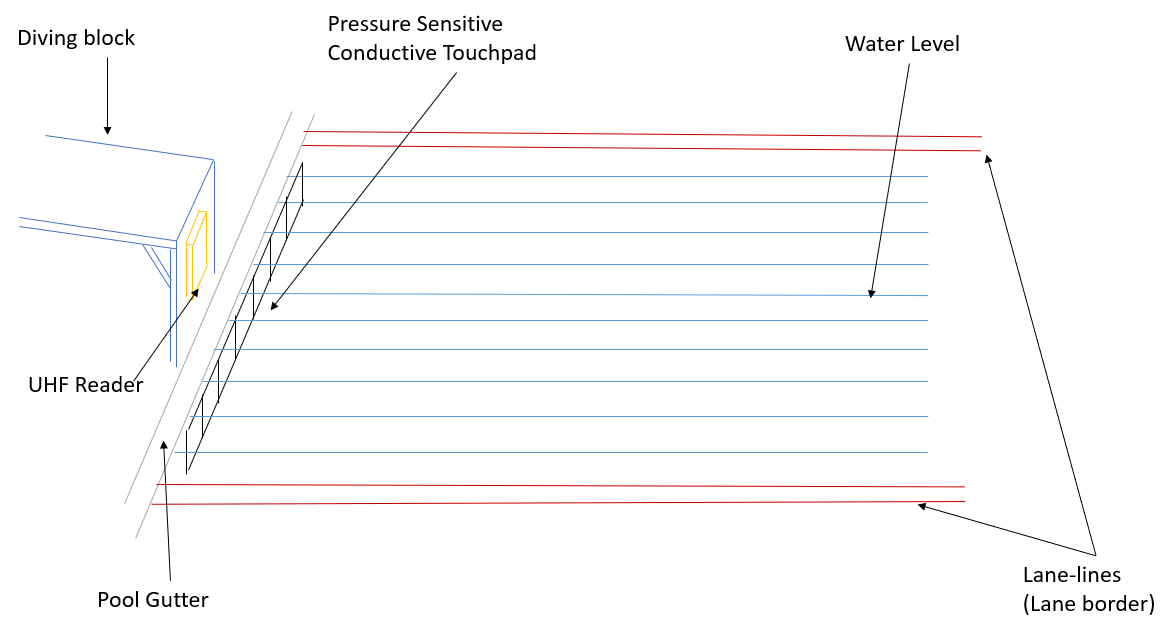 Diving block
Pressure Sensitive
Conductive Touchpad
Water Level
UHF Reader
Pool Gutter
Lane-lines
(Lane border)